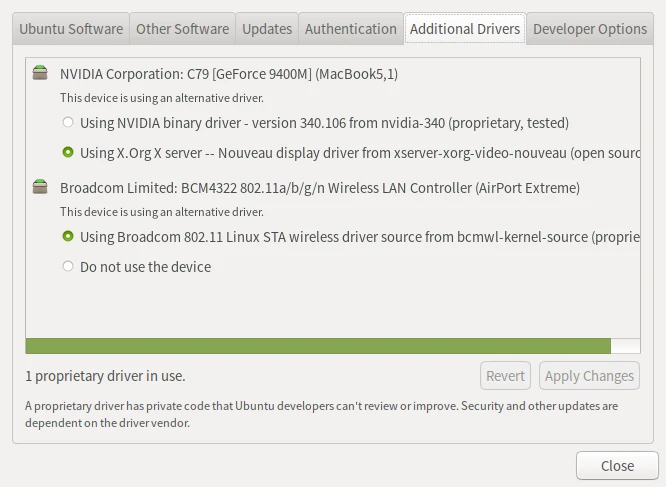 Ubuntu Software Other Software Updates Authentication Additional Drivers Developer Options
NVIDIA Corporation: C79 [GeForce 9400M] (MacBook5,1)
This device is using an alternative driver.
Using NVIDIA binary driver - version 340.106 from nvidia-340 (proprietary, tested)
Using X.Org X server -- Nouveau display driver from xserver-xorg-video-nouveau (open sourc
Broadcom Limited: BCM4322 802.11a/b/g/n Wireless LAN Controller (AirPort Extreme)
This device is using an alternative driver.
Using Broadcom 802.11 Linux STA wireless driver source from bcmwl-kernel-source (proprie
Do not use the device
1 proprietary driver in use.
Revert Apply Changes
A proprietary driver has private code that Ubuntu developers can't review or improve. Security and other updates are
dependent on the driver vendor.
Close